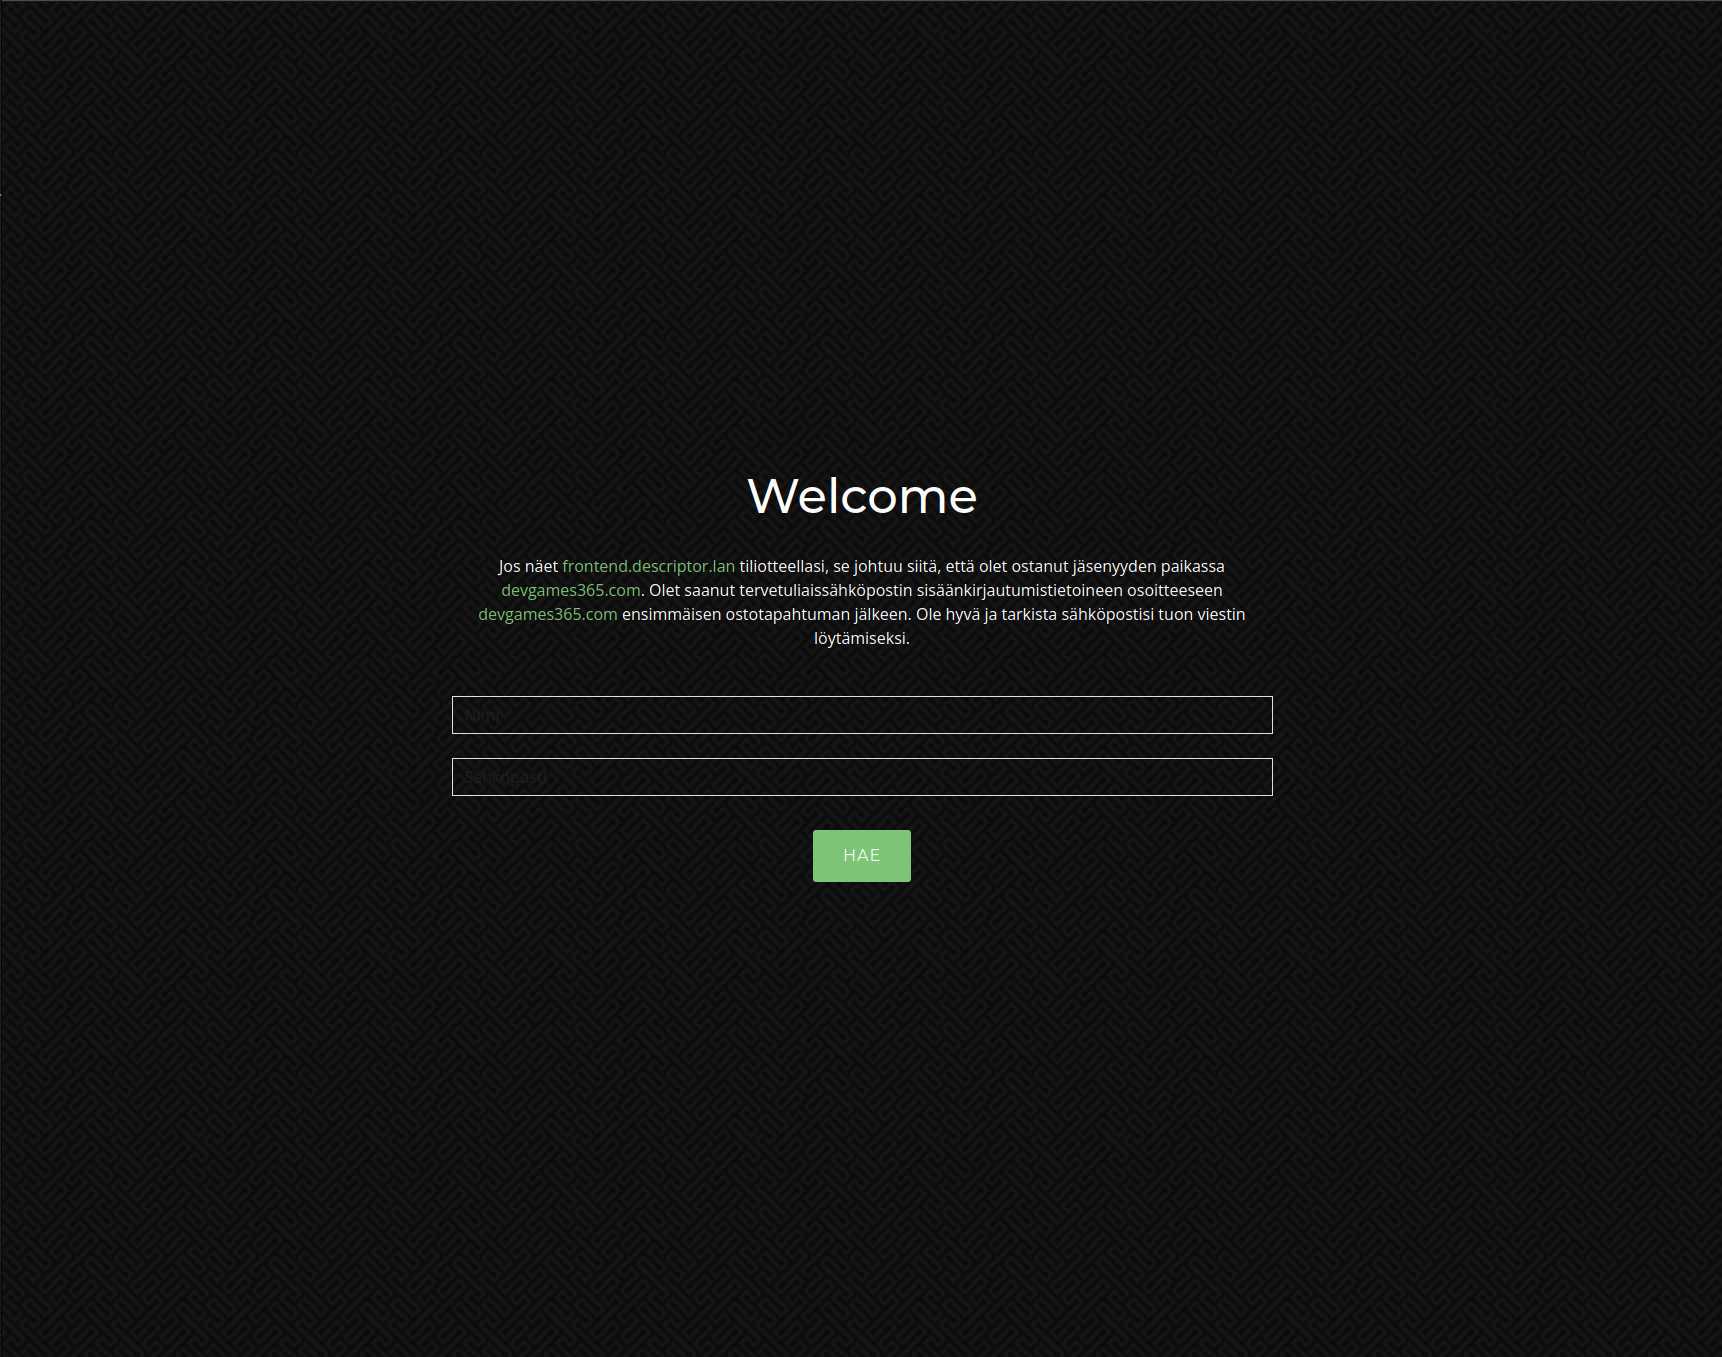 Welcome
Jos näet frontend.descriptor.lan tiliotteellasi, se johtuu siitä, että olet ostanut jäsenyyden paikassa
devgames365.com. Olet saanut tervetuliaissähköpostin sisäänkirjautumistietoineen osoitteeseen
devgames365.com ensimmäisen ostotapahtuman jälkeen. Ole hyvä ja tarkista sähköpostisi tuon viestin
löytämiseksi.
Nimi
Sähköposti
HAE